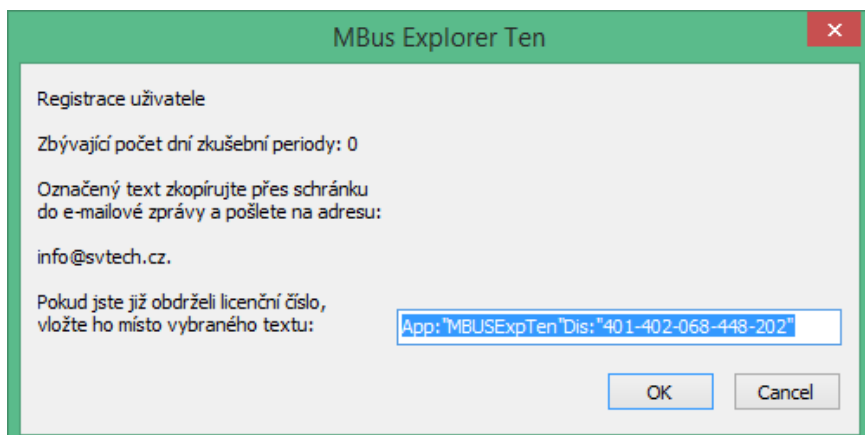 MBus Explorer Ten
Registrace uživatele
Zbývající počet dní zkušební periody: 0
Označený text zkopírujte přes schránku
do e-mailové zprávy a pošlete na adresu:
info@svtech.cz.
Pokud jste již obdrželi licenční číslo,
vložte ho místo vybraného textu:
App:"MBUSExpTen"Dis:"401-402-068-448-202"
OK
Cancel